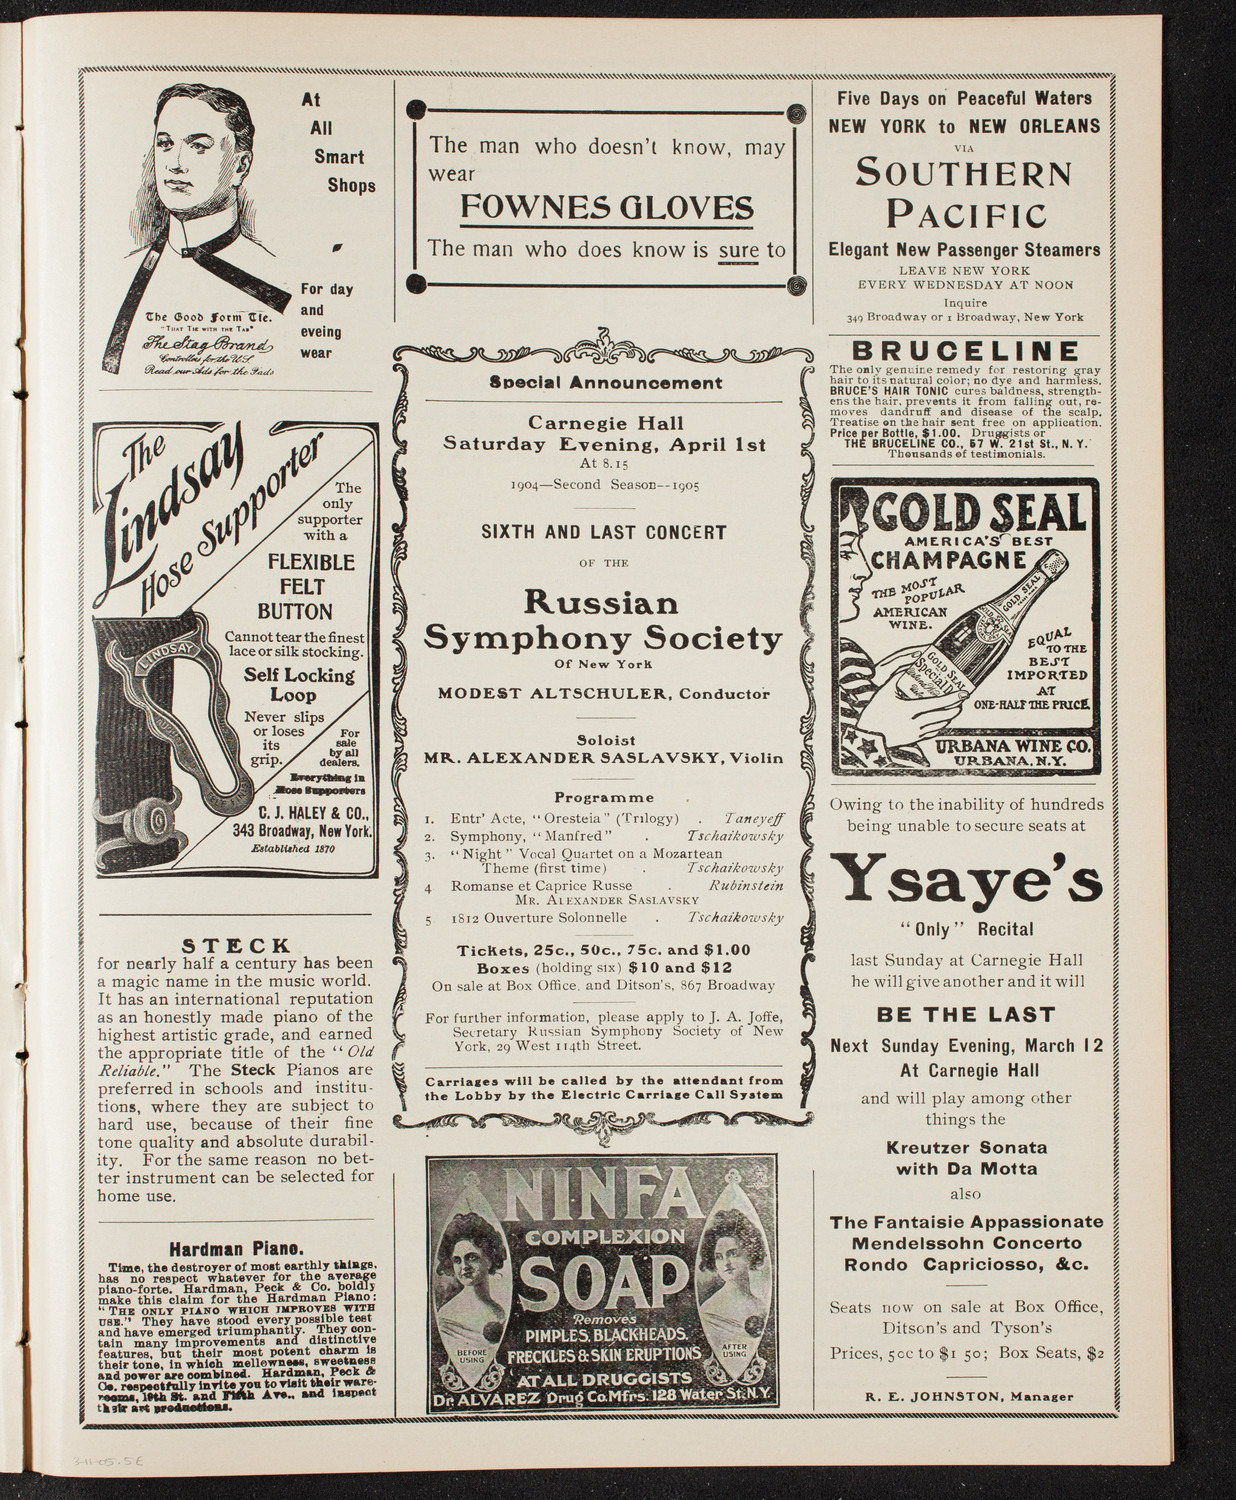 At
All
Smart
Shops
For day
and
eveing
wear
The Good Form Tie.
"THAT TIE WITH THE TAB"
The Stag Brand
Controllers for the U.S.
Read our Ads for the Fads
The
Lindsay
Hose Supporter
The
only
supporter
with a
FLEXIBLE
FELT
BUTTON
Cannot tear the finest
lace or silk stocking.
Self Locking
Loop
Never slips
or loses
its
grip.
For
sale
by all
dealers.
Everything in
Hose Supporters
LINDSAY
C. J. HALEY & CO.,
343 Broadway, New York.
Established 1870
STECK
for nearly half a century has been
a magic name in the music world.
It has an international reputation
as an honestly made piano of the
highest artistic grade, and earned
the appropriate title of the "Old
Reliable." The Steck Pianos are
preferred in schools and institu-
tions, where they are subject to
hard use, because of their fine
tone quality and absolute durabil-
ity. For the same reason no bet-
ter instrument can be selected for
home use.
Hardman Piano.
Time, the destroyer of most earthly things,
has no respect whatever for the average
piano-forte. Hardman, Peck & Co. boldly
make this claim for the Hardman Piano:
"THE ONLY PIANO WHICH IMPROVES WITH
USE." They have stood every possible test
and have emerged triumphantly. They con-
tain many improvements and distinctive
features, but their most potent charm is
their tone, in which mellowness, sweetness
and power are combined. Hardman, Peck &
Co. respectfully invite you to visit their ware-
rooms, 19th St. and Fifth Ave., and inspect
their art productions.
The man who doesn't know, may
wear
FOWNES GLOVES
The man who does know is sure to
Special Announcement
Carnegie Hall
Saturday Evening, April 1st
At 8.15
1904—Second Season--1905
SIXTH AND LAST CONCERT
OF THE
Russian
Symphony Society
Of New York
MODEST ALTSCHULER, Conductor
Soloist
MR. ALEXANDER SASLAVSKY, Violin
Programme
1. Entr' Acte, "Oresteia" (Trilogy) . Taneyeff
2. Symphony, "Manfred" . Tschaikowsky
3. "Night" Vocal Quartet on a Mozartean
Theme (first time) . Tschaikowsky
4 Romanse et Caprice Russe . Rubinstein
MR. ALEXANDER SASLAVSKY
5 1812 Ouverture Solonnelle . Tschaikowsky
Tickets, 25c., 50c., 75c. and $1.00
Boxes (holding six) $10 and $12
On sale at Box Office, and Ditson's, 867 Broadway
For further information, please apply to J. A. Joffe,
Secretary Russian Symphony Society of New
York, 29 West 114th Street.
Carriages will be called by the attendant from
the Lobby by the Electric Carriage Call System
NINFA
COMPLEXION
SOAP
Removes
PIMPLES, BLACKHEADS,
FRECKLES & SKIN ERUPTIONS
BEFORE
USING
AFTER
USING
AT ALL DRUGGISTS
Dr. ALVAREZ Drug Co. Mfrs. 128 Water St. N.Y.
Five Days on Peaceful Waters
NEW YORK to NEW ORLEANS
VIA
SOUTHERN
PACIFIC
Elegant New Passenger Steamers
LEAVE NEW YORK
EVERY WEDNESDAY AT NOON
Inquire
349 Broadway or 1 Broadway, New York
BRUCELINE
The only genuine remedy for restoring gray
hair to its natural color; no dye and harmless.
BRUCE'S HAIR TONIC cures baldness, strength-
ens the hair, prevents it from falling out, re-
moves dandruff and disease of the scalp.
Treatise on the hair sent free on application.
Price per Bottle, $1.00. Druggists or
THE BRUCELINE CO., 57 W. 21st St., N. Y.
Thousands of testimonials.
GOLD SEAL
AMERICA'S BEST
CHAMPAGNE
THE MOST
POPULAR
AMERICAN
WINE.
EQUAL
TO THE
BEST
IMPORTED
AT
ONE-HALF THE PRICE
GOLD SEAL
GOLD SEAL
Special Dry
URBANA WINE CO.
URBANA, N.Y.
Owing to the inability of hundreds
being unable to secure seats at
Ysaye's
"Only" Recital
last Sunday at Carnegie Hall
he will give another and it will
BE THE LAST
Next Sunday Evening, March 12
At Carnegie Hall
and will play among other
things the
Kreutzer Sonata
with Da Motta
also
The Fantaisie Appassionate
Mendelssohn Concerto
Rondo Capriccioso, &c.
Seats now on sale at Box Office,
Ditson's and Tyson's
Prices, 50c to $1 50; Box Seats, $2
R. E. JOHNSTON, Manager
3-11-05.5E